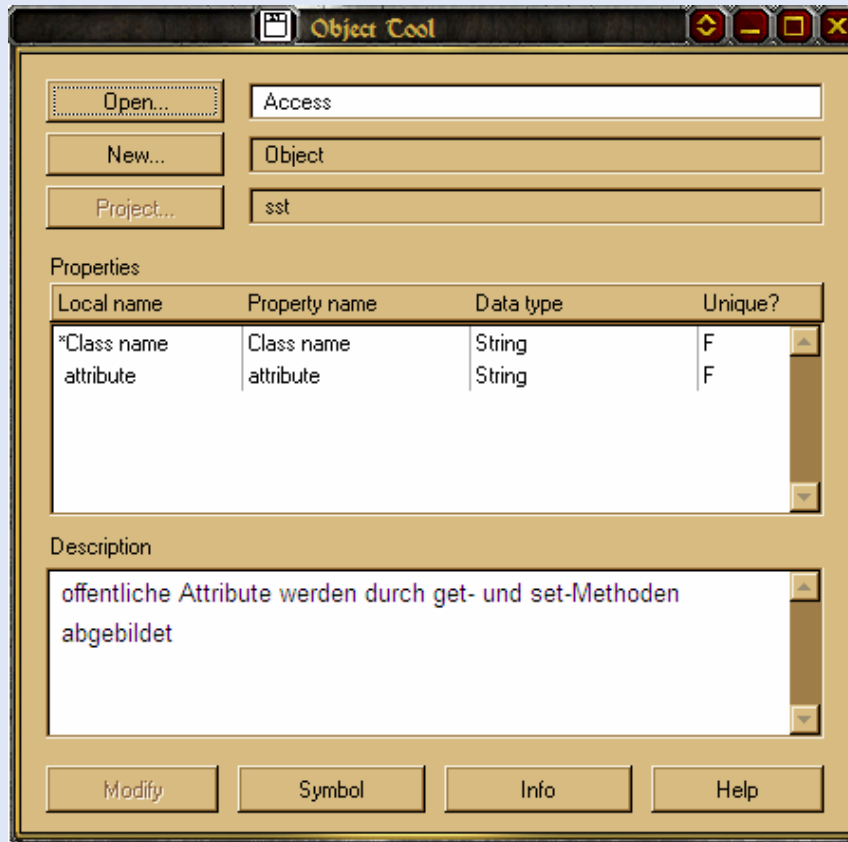 Object Tool
Open... Access
New... Object
Project... sst
Properties
Local name Property name Data type Unique?
*Class name Class name String F
attribute attribute String F
Description
offentliche Attribute werden durch get- und set-Methoden
abgebildet
Modify Symbol Info Help